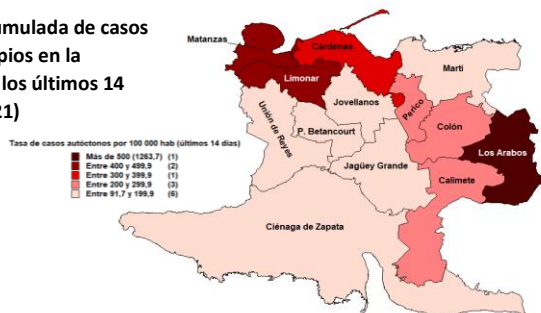 umulada de casos
pios en la
los últimos 14
21)
Tasa de casos autóctonos por 100 000 hab (últimos 14 días)
Más de 500 (1263,7) (1)
Entre 400 y 499,9 (2)
Entre 300 y 399,9 (1)
Entre 200 y 299,9 (3)
Entre 91,7 y 199,9 (6)
Matanzas
Cárdenas
Limonar
Martí
Jovellanos
Perico
Unión de Reyes
P. Betancourt
Colón
Los Arabos
Jagüey Grande
Calimete
Ciénaga de Zapata